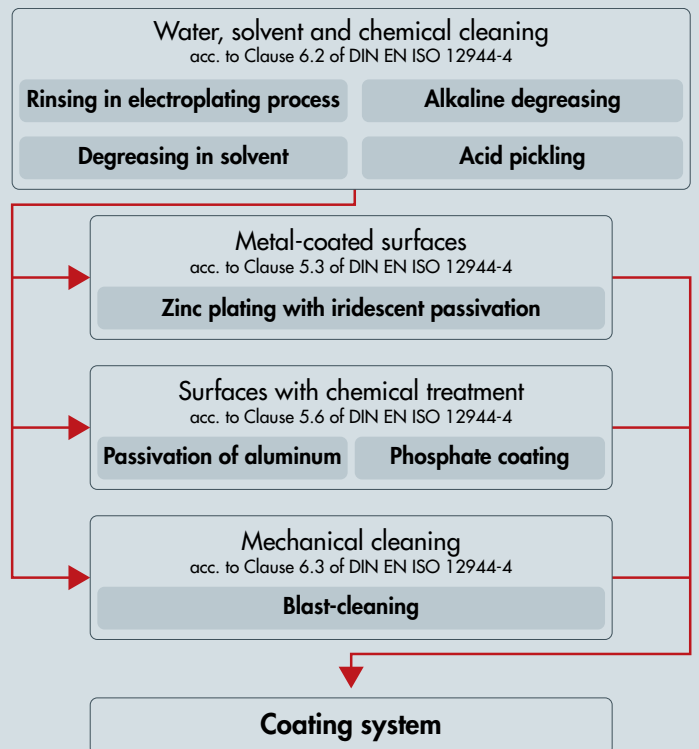 Water, solvent and chemical cleaning
acc. to Clause 6.2 of DIN EN ISO 12944-4
Rinsing in electroplating process
Alkaline degreasing
Degreasing in solvent
Acid pickling
Metal-coated surfaces
acc. to Clause 5.3 of DIN EN ISO 12944-4
Zinc plating with iridescent passivation
Surfaces with chemical treatment
acc. to Clause 5.6 of DIN EN ISO 12944-4
Passivation of aluminum
Phosphate coating
Mechanical cleaning
acc. to Clause 6.3 of DIN EN ISO 12944-4
Blast-cleaning
Coating system